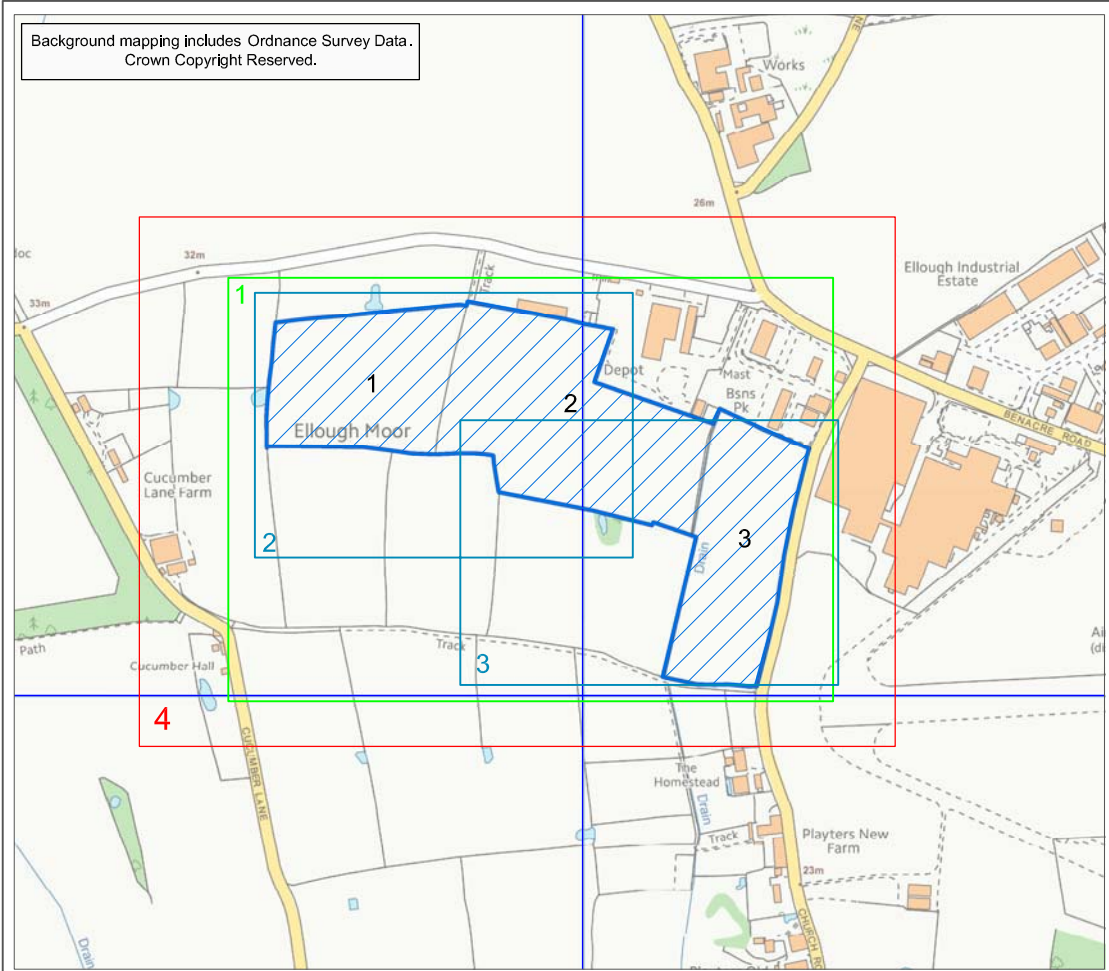 Background mapping includes Ordnance Survey Data.
Crown Copyright Reserved.
Works
26m
32m
33m
Ellough Industrial
Estate
Track
1
1
2
Depot
Mast
Bsns
Pk
Ellough Moor
BENACRE ROAD
Cucumber
Lane Farm
2
3
Drain
Path
Track
3
Cucumber Hall
4
CUCUMBER LANE
The
Homestead
Drain
Track
Playters New
Farm
23m
CHURCH
Drain